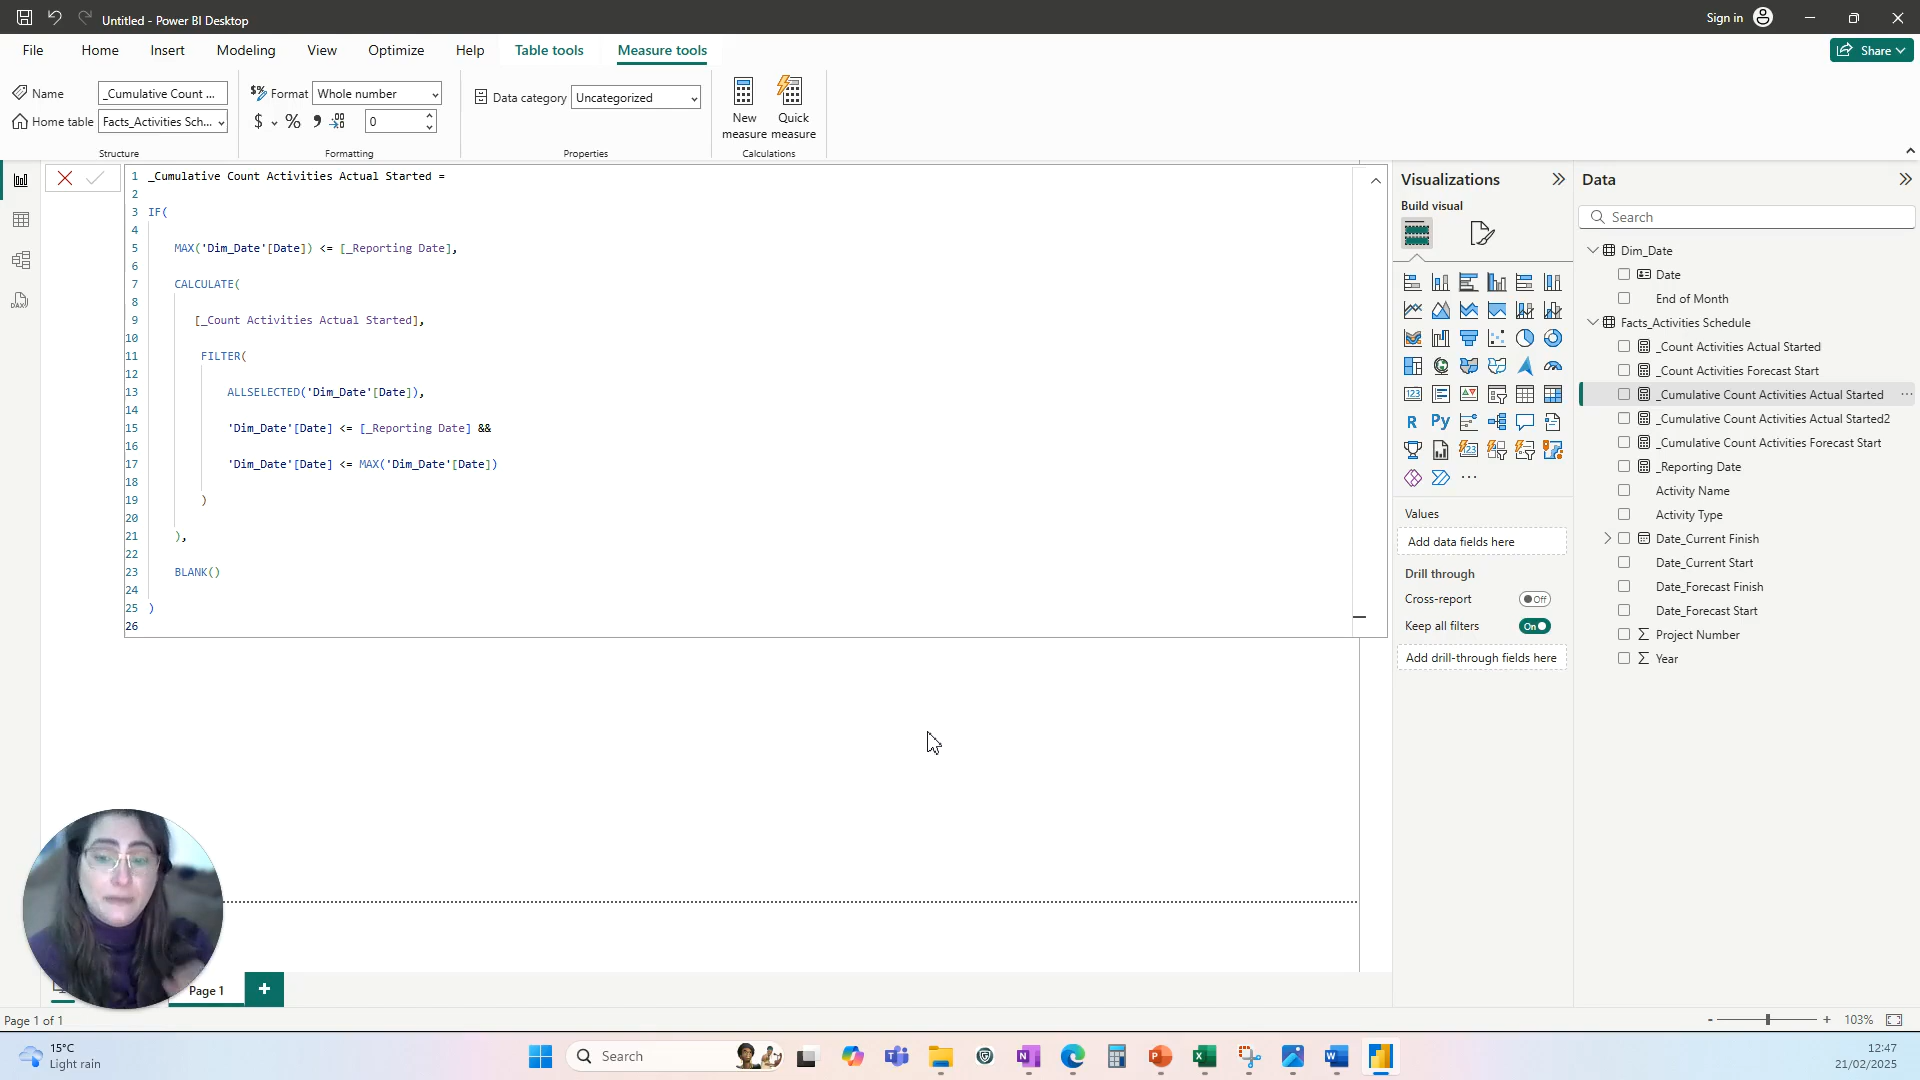 Untitled - Power BI Desktop
Sign in
File
Home
Insert
Modeling
View
Optimize
Help
Table tools
Measure tools
Share
Name
_Cumulative Count ...
Home table
Facts_Activities Sch...
Structure
Format
Whole number
$
%
0
Formatting
Data category
Uncategorized
Properties
New measure
Quick measure
Calculations
1 _Cumulative Count Activities Actual Started =
2
3 IF(
4
5 MAX('Dim_Date'[Date]) <= [_Reporting Date],
6
7 CALCULATE(
8
9 [_Count Activities Actual Started],
10
11 FILTER(
12
13 ALLSELECTED('Dim_Date'[Date]),
14
15 'Dim_Date'[Date] <= [_Reporting Date] &&
16
17 'Dim_Date'[Date] <= MAX('Dim_Date'[Date])
18
19 )
20
21 ),
22
23 BLANK()
24
25 )
26
Visualizations
Build visual
123
R
Py
123
Values
Add data fields here
Drill through
Cross-report
Off
Keep all filters
On
Add drill-through fields here
Data
Search
Dim_Date
Date
End of Month
Facts_Activities Schedule
_Count Activities Actual Started
_Count Activities Forecast Start
_Cumulative Count Activities Actual Started
_Cumulative Count Activities Actual Started2
_Cumulative Count Activities Forecast Start
_Reporting Date
Activity Name
Activity Type
Date_Current Finish
Date_Current Start
Date_Forecast Finish
Date_Forecast Start
Project Number
Year
DAX
Page 1
Page 1 of 1
103%
15°C
Light rain
Search
12:47
21/02/2025